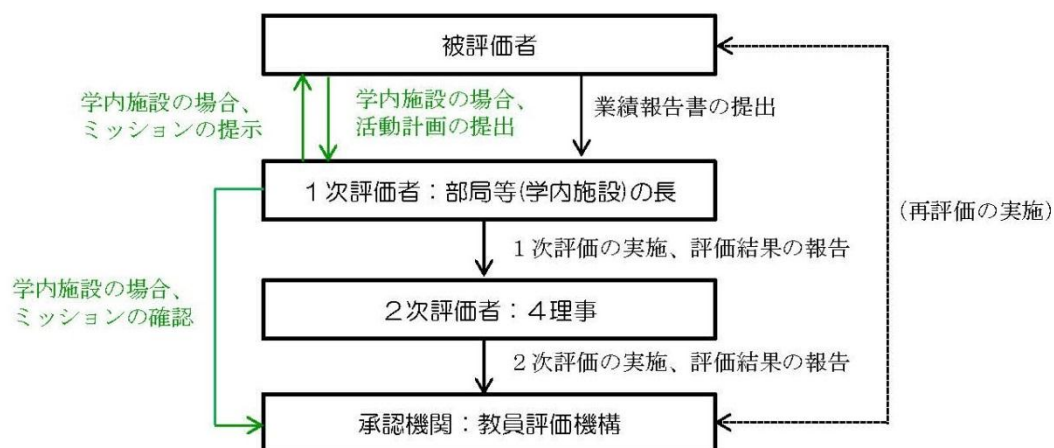 被評価者
学内施設の場合、
ミッションの提示
学内施設の場合、
活動計画の提出
業績報告書の提出
1次評価者：部局等(学内施設)の長
(再評価の実施)
1次評価の実施、評価結果の報告
学内施設の場合、
ミッションの確認
2次評価者：4理事
2次評価の実施、評価結果の報告
承認機関：教員評価機構